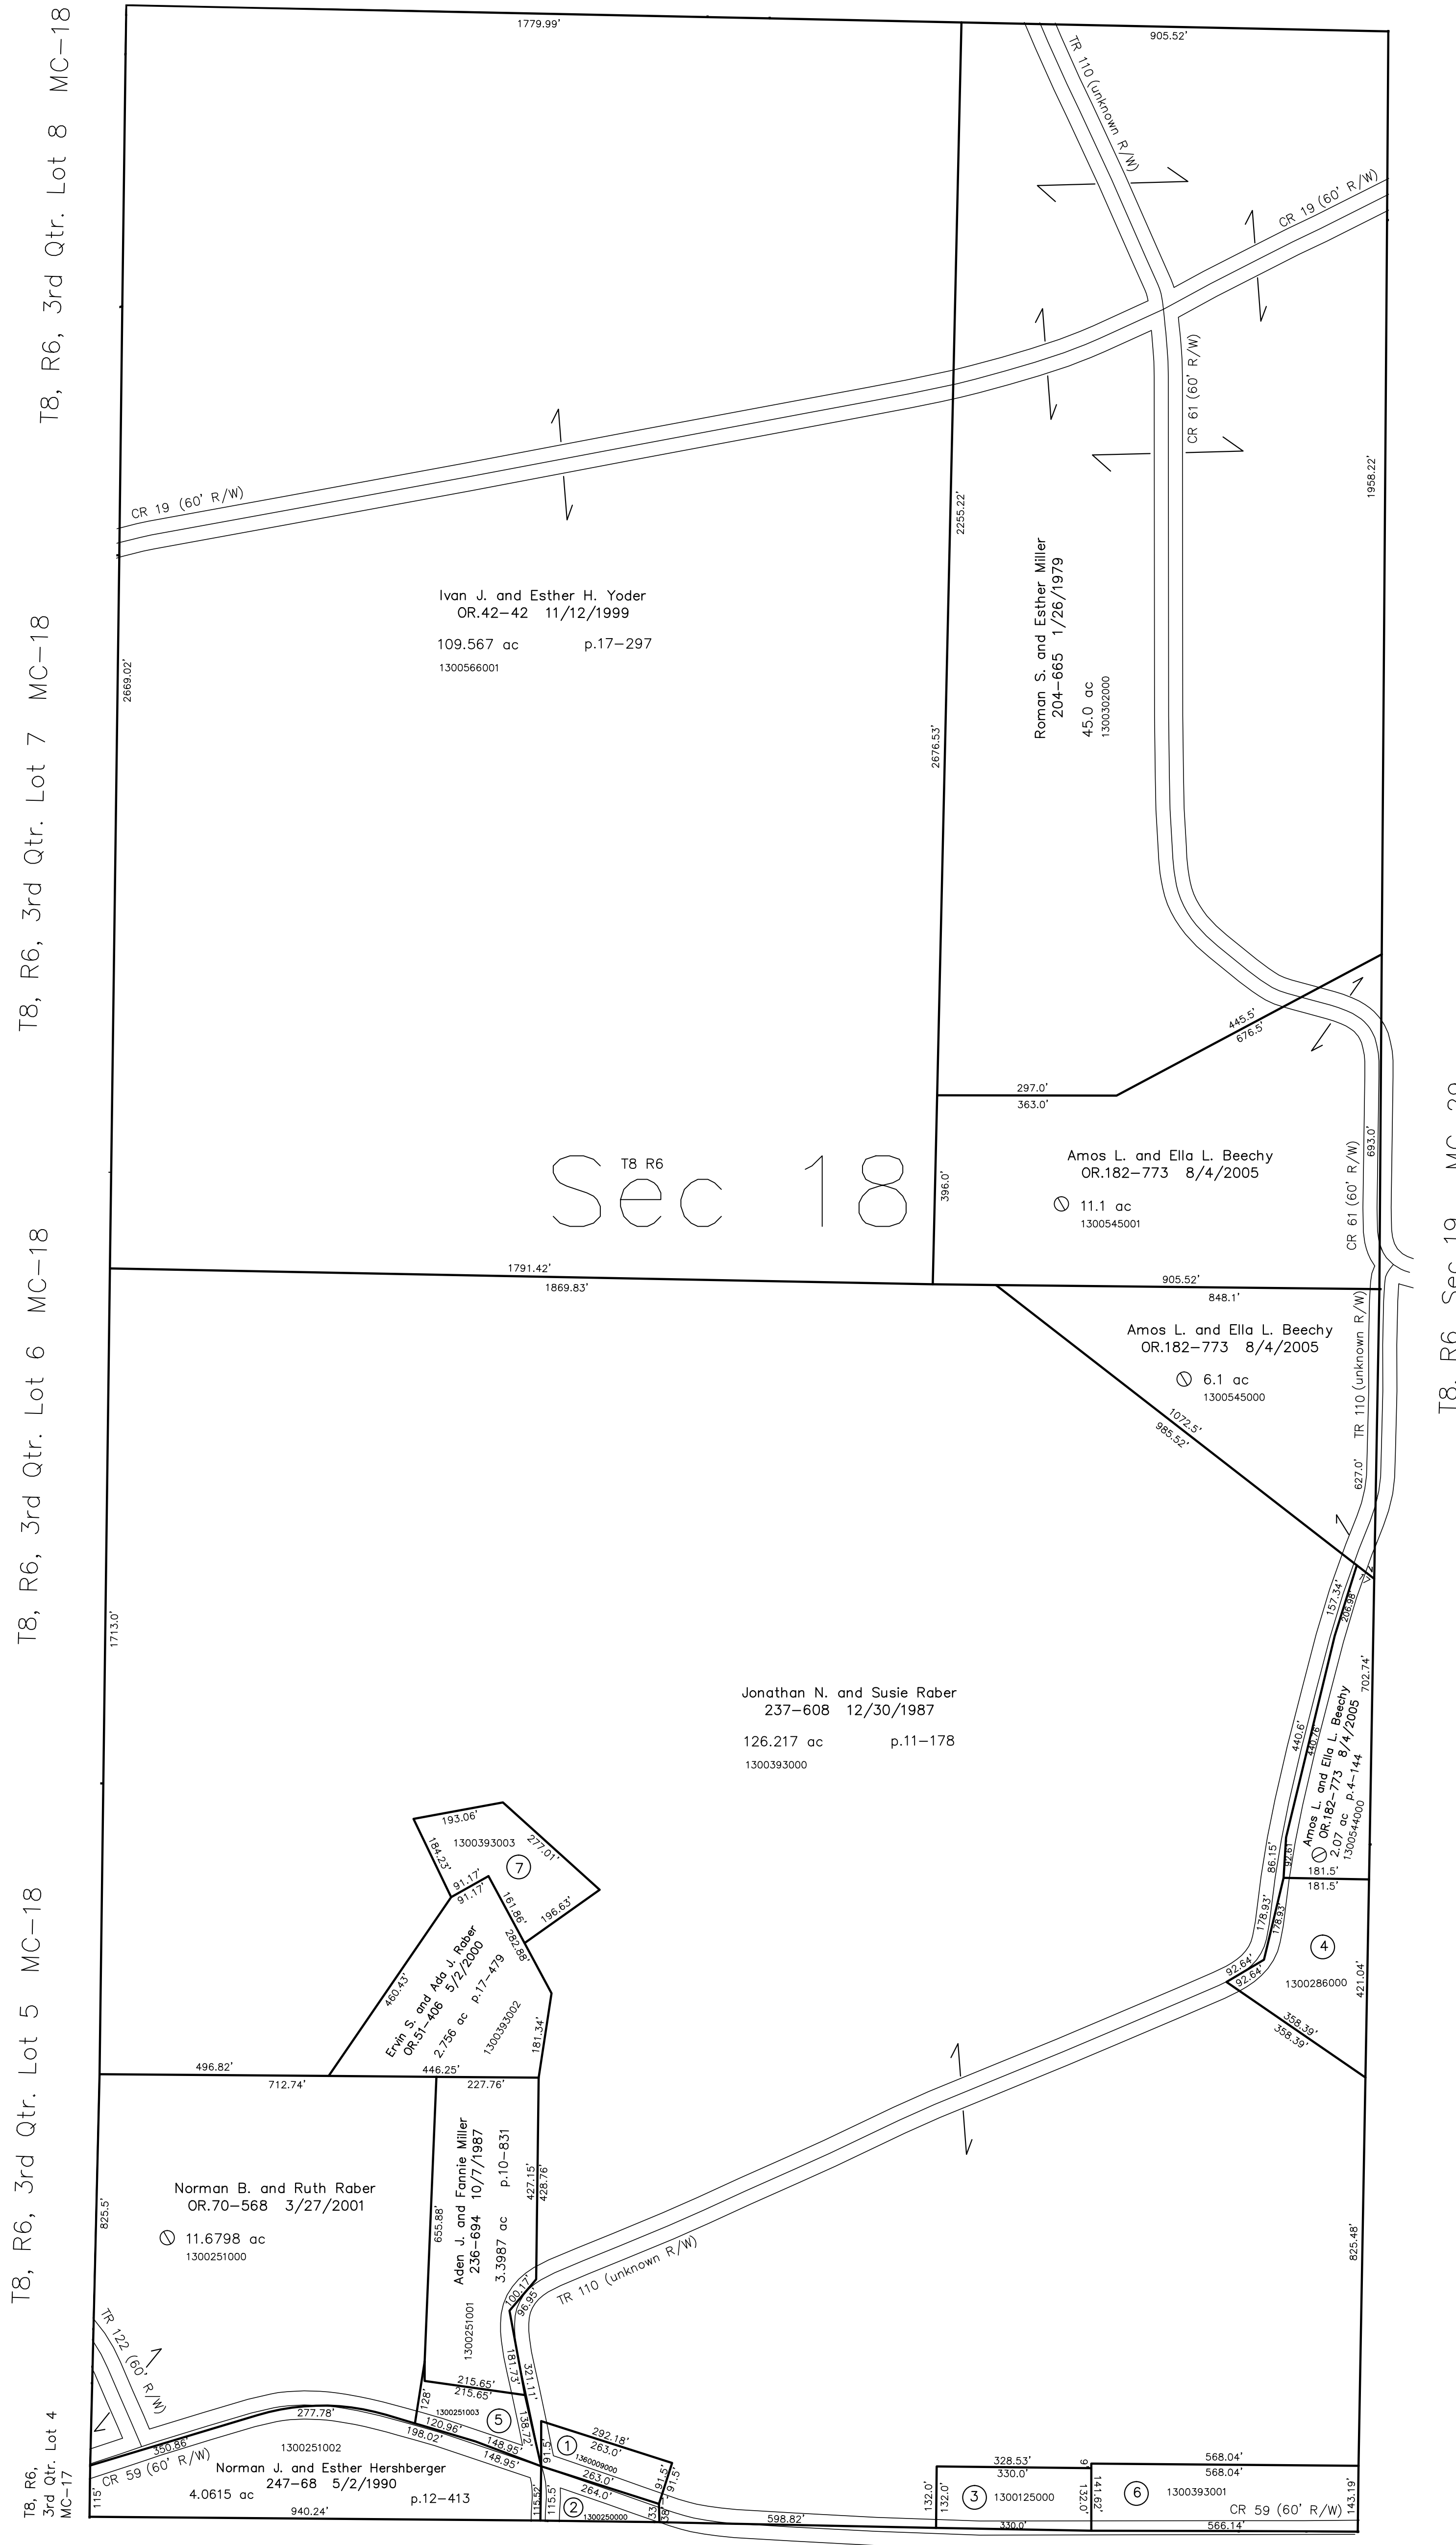 1779.99'
905.52'
T8, R6, 3rd Qtr. Lot 8 MC-18
TR 110 (unknown R/W)
CR 19 (60' R/W)
CR 61 (60' R/W)
CR 19 (60' R/W)
1958.22'
2255.22'
Roman S. and Esther Miller
204-665 1/26/1979
45.0 ac
1300302000
Ivan J. and Esther H. Yoder
OR.42-42 11/12/1999
109.567 ac p.17-297
1300566001
2669.02'
T8, R6, 3rd Qtr. Lot 7 MC-18
2676.53'
445.5'
676.5'
297.0'
363.0'
Amos L. and Ella L. Beechy
OR.182-773 8/4/2005
11.1 ac
1300545001
396.0'
693.0'
CR 61 (60' R/W)
T8 R6
Sec 18
1791.42'
1869.83'
905.52'
848.1'
T8, R6, 3rd Qtr. Lot 6 MC-18
Amos L. and Ella L. Beechy
OR.182-773 8/4/2005
6.1 ac
1300545000
TR 110 (unknown R/W)
627.0'
1072.5'
985.52'
T8, R6 Sec 19
1713.0'
157.34'
206.98'
702.74'
Jonathan N. and Susie Raber
237-608 12/30/1987
126.217 ac p.11-178
1300393000
440.6'
440.76'
Amos L. and Ella L. Beechy
OR.182-773 8/4/2005
2.07 ac p.4-144
1300544000
86.15'
92.61'
181.5'
181.5'
193.06'
1300393003
277.01'
184.23'
7
91.17'
91.17'
196.63'
161.86'
282.88'
460.43'
Ervin S. and Ada J. Raber
OR.51-406 5/2/2000
2.756 ac p.17-479
1300393002
181.34'
178.93'
178.93'
4
1300286000
421.04'
92.64'
92.64'
358.39'
358.39'
T8, R6, 3rd Qtr. Lot 5 MC-18
496.82'
446.25'
712.74'
227.76'
Norman B. and Ruth Raber
OR.70-568 3/27/2001
11.6798 ac
1300251000
825.5'
655.88'
Aden J. and Fannie Miller
236-694 10/7/1987
3.3987 ac p.10-831
1300251001
427.15'
428.76'
825.48'
100.17'
96.95'
TR 110 (unknown R/W)
TR 122 (60' R/W)
181.73'
321.11'
215.65'
215.65'
128'
1300251003
5
138.72'
277.78'
120.96'
198.02'
148.95'
148.95'
350.86'
CR 59 (60' R/W)
1300251002
Norman J. and Esther Hershberger
247-68 5/2/1990
4.0615 ac p.12-413
115'
940.24'
115.52'
115.5'
91.5'
292.18'
263.0'
1
1360009000
263.0'
264.0'
91.5'
91.5'
2
1300250000
33'
598.82'
328.53'
330.0'
132.0'
132.0'
3
1300125000
330.0'
132.0'
141.62'
568.04'
568.04'
6
1300393001
CR 59 (60' R/W)
143.19'
566.14'
T8, R6,
3rd Qtr. Lot 4
MC-17